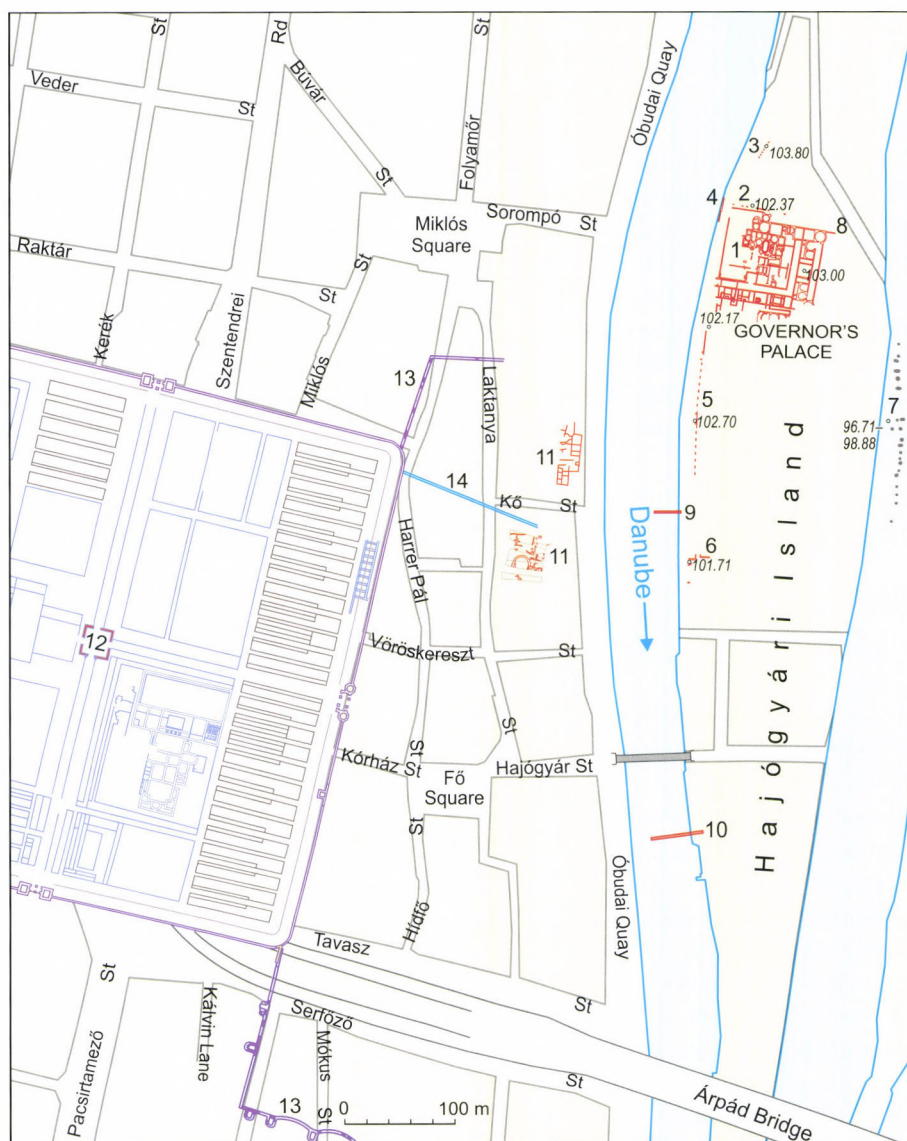 St
Rd
St
Óbudai Quay
Veder
St
Búvár
St
Folyamőr
3
103.80
Miklós
Square
Sorompó
St
4
2
102.37
8
1
103.00
Raktár
St
St
Kerék
Szentendrei
Miklós
102.17
GOVERNOR'S
PALACE
13
Laktanya
5
102.70
7
96.71
98.88
11
14
Kő
St
9
Danube
11
6
101.71
Harrer Pál
12
Vöröskereszt
St
Hajógyári Island
St
Kórház St
St
Fő
Square
Hajógyár St
St
10
Óbudai Quay
Hídfő
Tavasz
St
St
Kálvin Lane
Serfőző
Mókus
St
Pacsirtamező
13
St
0
100 m
Árpád Bridge